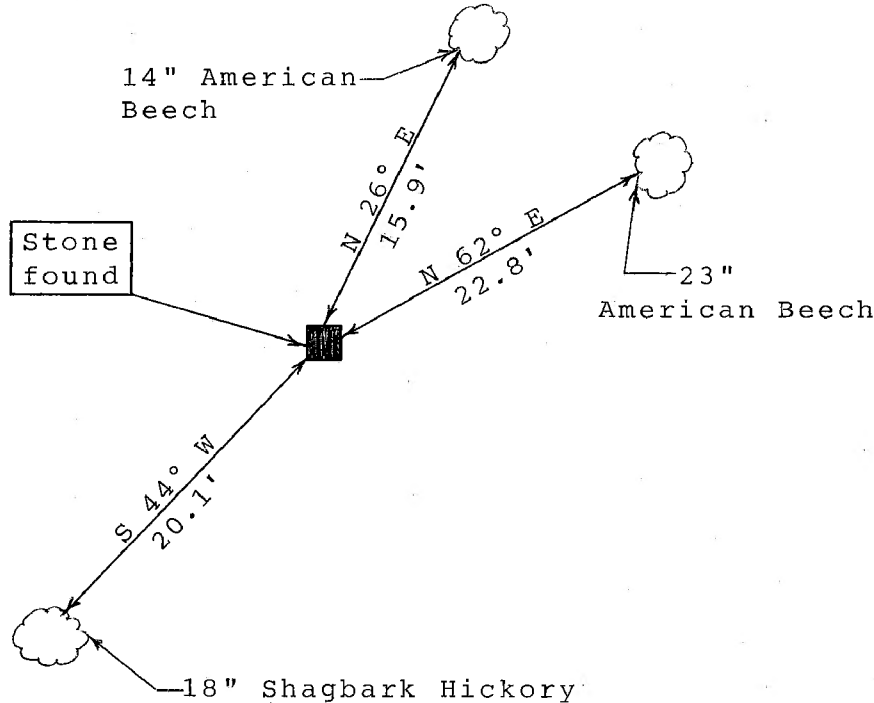 14" American
Beech
N 26° E
15.9'
N 62° E
22.8'
Stone
found
23"
American Beech
S 44° W
20.1'
18" Shagbark Hickory